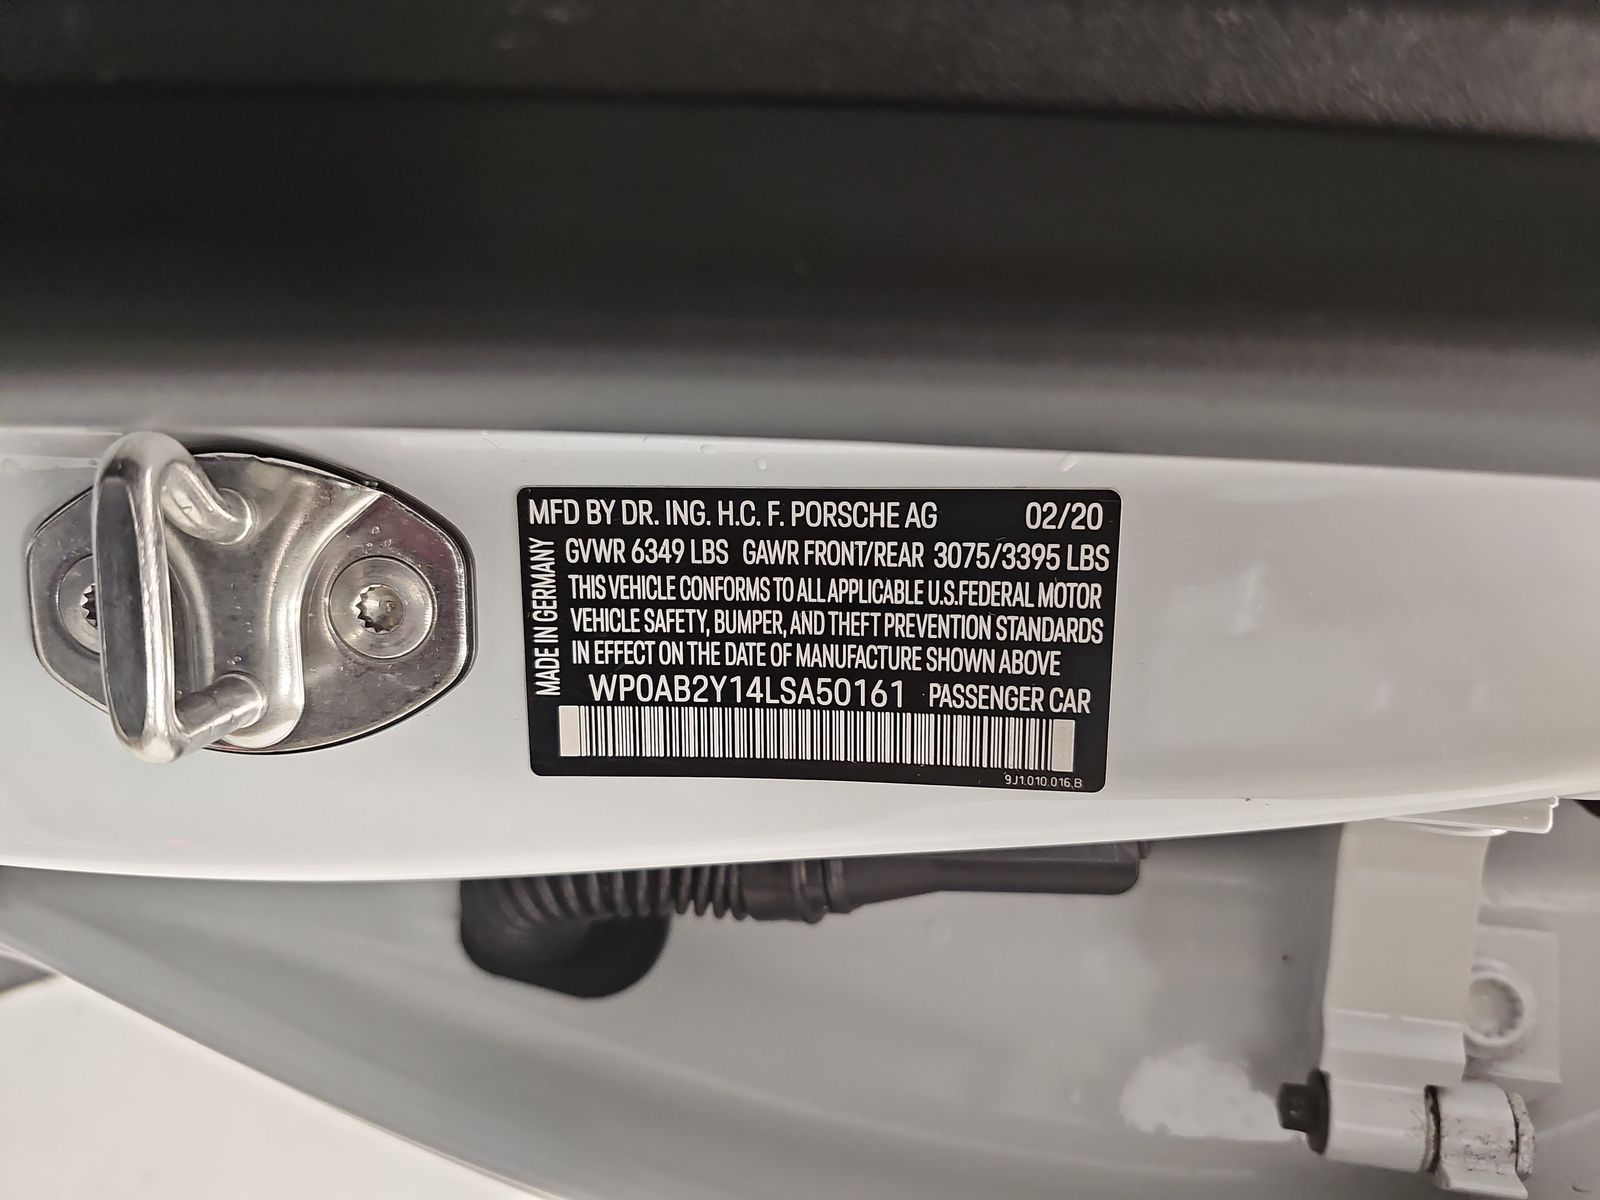 MFD BY DR. ING. H.C. F. PORSCHE AG 02/20
GVWR 6349 LBS GAWR FRONT/REAR 3075/3395 LBS
THIS VEHICLE CONFORMS TO ALL APPLICABLE U.S.FEDERAL MOTOR
VEHICLE SAFETY, BUMPER, AND THEFT PREVENTION STANDARDS
IN EFFECT ON THE DATE OF MANUFACTURE SHOWN ABOVE
MADE IN GERMANY
WP0AB2Y14LSA50161 PASSENGER CAR
9J1.010.016.B